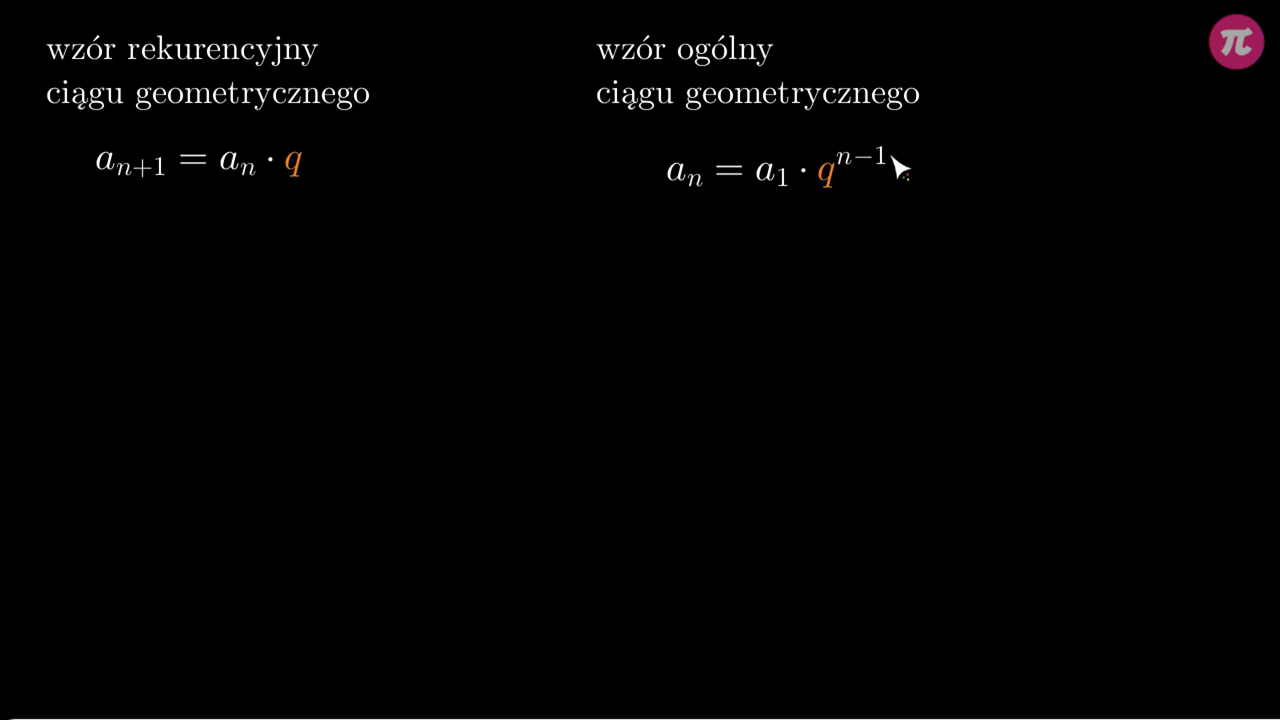 wzór rekurencyjny
ciągu geometrycznego
a_{n+1} = a_n · q
wzór ogólny
ciągu geometrycznego
a_n = a_1 · q^{n−1}
π